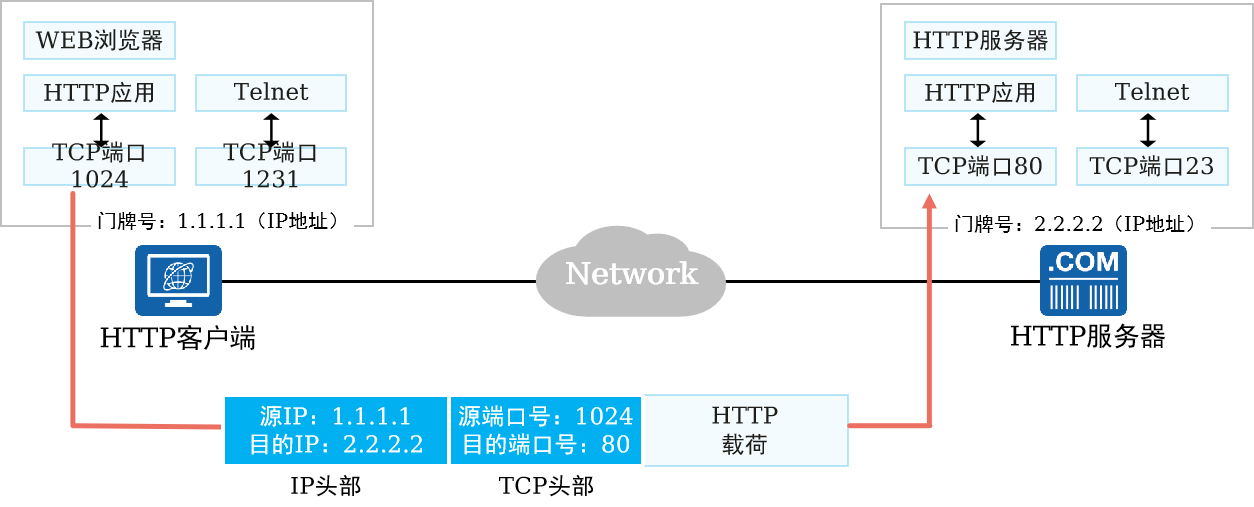 WEB浏览器
HTTP应用
Telnet
TCP端口
1024
TCP端口
1231
门牌号：1.1.1.1（IP地址）
HTTP客户端
Network
HTTP服务器
HTTP应用
Telnet
TCP端口80
TCP端口23
门牌号：2.2.2.2（IP地址）
.COM
HTTP服务器
源IP：1.1.1.1
目的IP：2.2.2.2
源端口号：1024
目的端口号：80
HTTP
载荷
IP头部
TCP头部